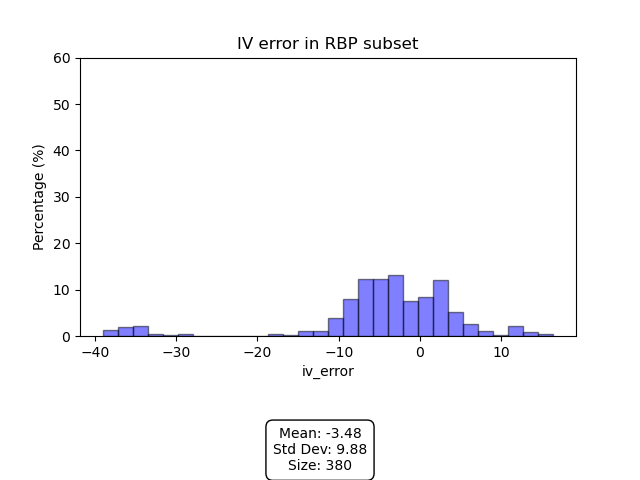 IV error in RBP subset
60
50
40
30
20
10
0
Percentage (%)
−40
−30
−20
−10
0
10
iv_error
Mean: -3.48
Std Dev: 9.88
Size: 380